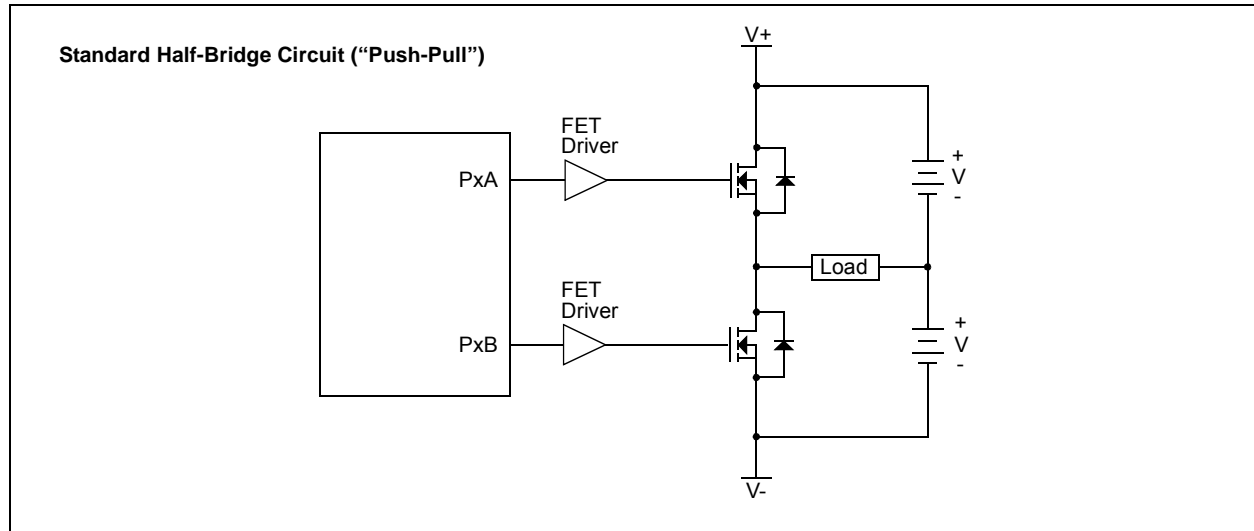 Standard Half-Bridge Circuit (“Push-Pull”)
V+
FET
Driver
PxA
+
V
-
Load
FET
Driver
PxB
+
V
-
V-